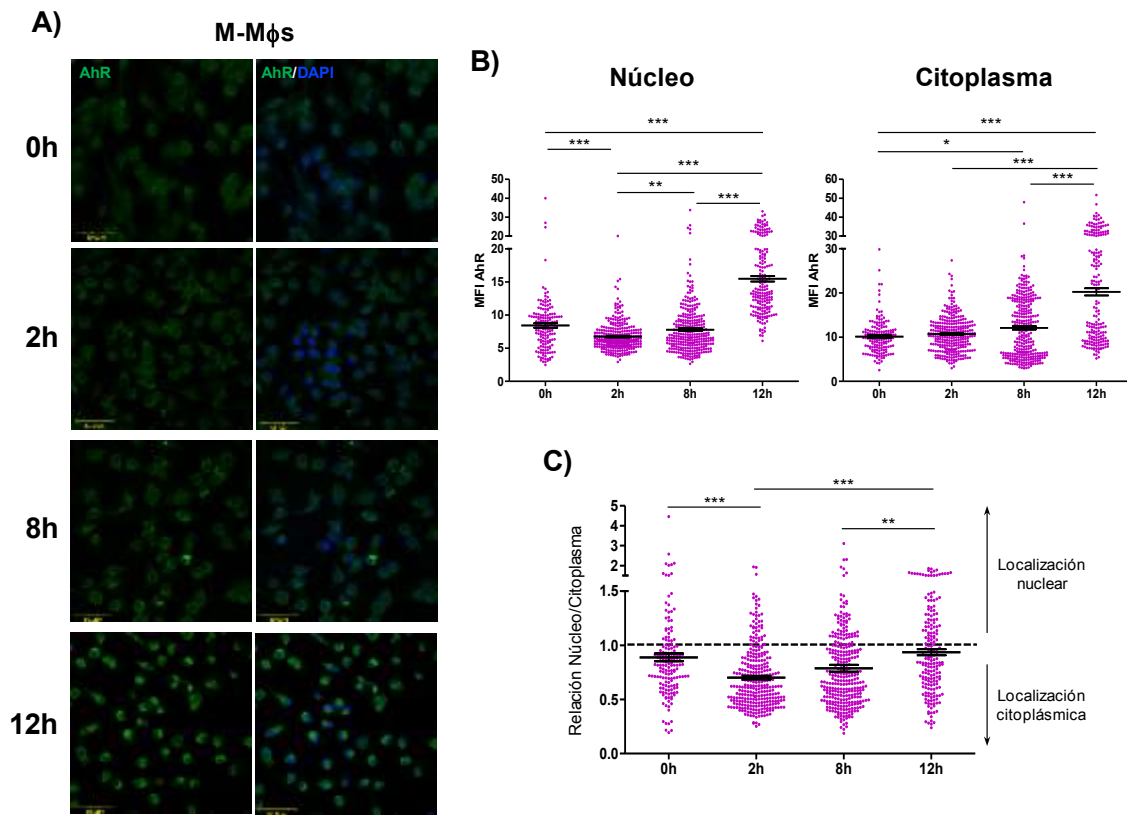 A)
M-Mϕs
AhR
AhR/DAPI
0h
2h
8h
12h
B)
Núcleo
Citoplasma
***
***
***
**
***
MFI AhR
50
40
30
20
20
15
10
5
0
0h
2h
8h
12h
***
*
***
***
MFI AhR
60
50
40
30
30
20
10
0
0h
2h
8h
12h
C)
***
***
**
Relación Núcleo/Citoplasma
5
4
3
2
1.5
1.0
0.5
0.0
0h
2h
8h
12h
Localización
nuclear
Localización
citoplásmica